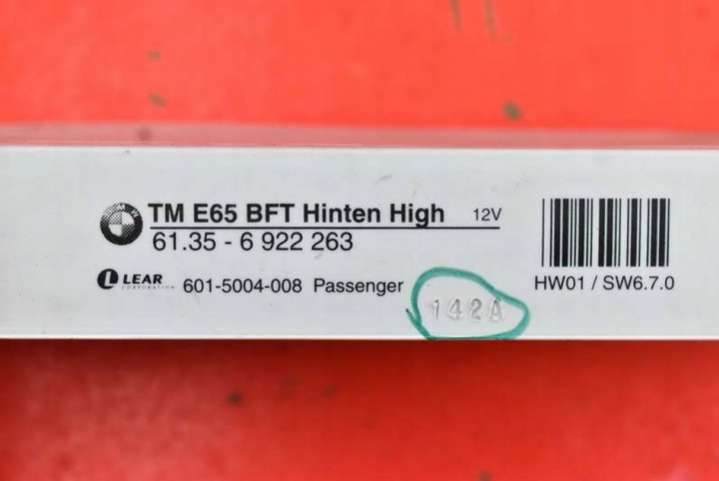 TM E65 BFT Hinten High 12V
61.35 - 6 922 263
LEAR
CORPORATION
601-5004-008 Passenger
142A
HW01 / SW6.7.0